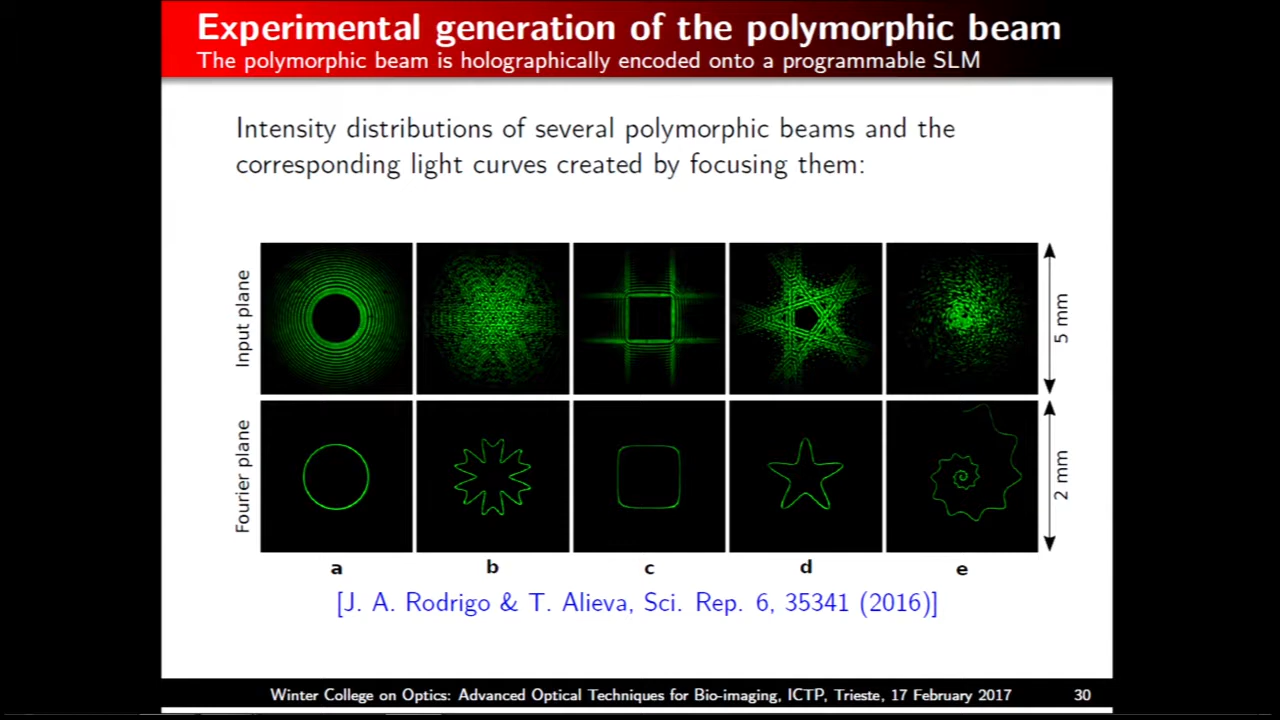 Experimental generation of the polymorphic beam
The polymorphic beam is holographically encoded onto a programmable SLM
Intensity distributions of several polymorphic beams and the
corresponding light curves created by focusing them:
Input plane
5 mm
Fourier plane
2 mm
a b c d e
[J. A. Rodrigo & T. Alieva, Sci. Rep. 6, 35341 (2016)]
Winter College on Optics: Advanced Optical Techniques for Bio-imaging, ICTP, Trieste, 17 February 2017 30